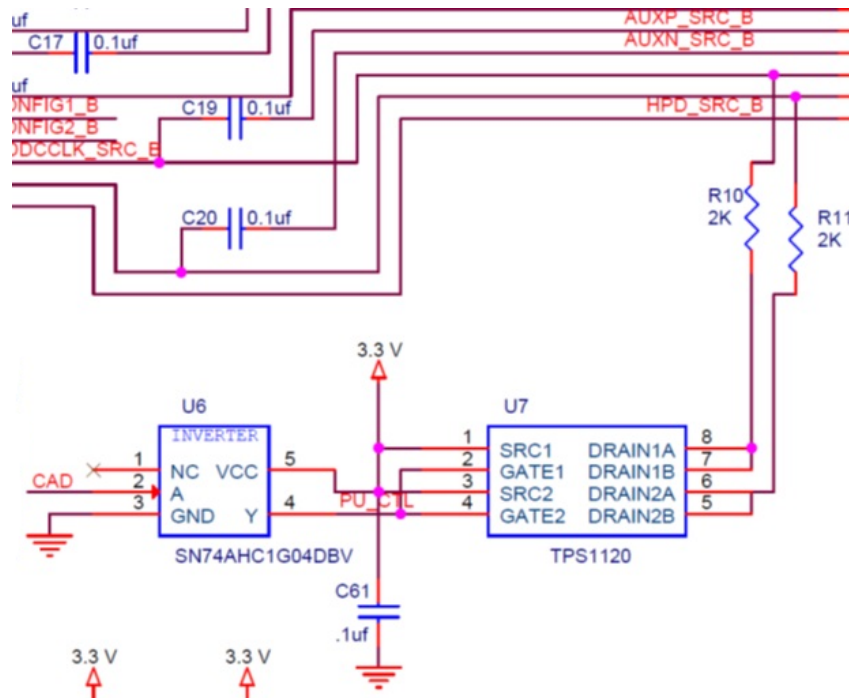 uf
C17 0.1uf
uf
AUXP_SRC_B
AUXN_SRC_B
ONFIG1_B
ONFIG2_B
DDCCLK_SRC_B
C19 0.1uf
HPD_SRC_B
C20 0.1uf
R10
2K
R11
2K
3.3 V
U6
INVERTER
1 NC VCC 5
CAD 2 A
3 GND Y 4
SN74AHC1G04DBV
PU_CTL
U7
1 SRC1 DRAIN1A 8
2 GATE1 DRAIN1B 7
3 SRC2 DRAIN2A 6
4 GATE2 DRAIN2B 5
TPS1120
C61
.1uf
3.3 V 3.3 V